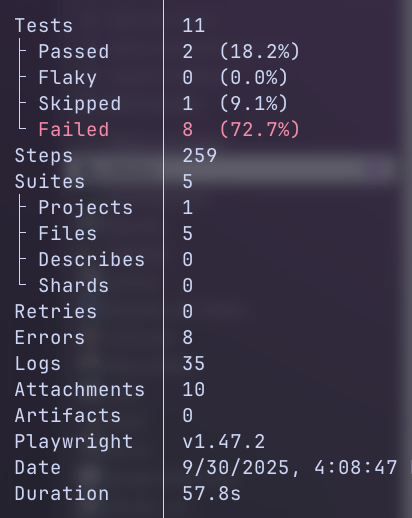 Tests 11
Passed 2 (18.2%)
Flaky 0 (0.0%)
Skipped 1 (9.1%)
Failed 8 (72.7%)
Steps 259
Suites 5
Projects 1
Files 5
Describes 0
Shards 0
Retries 0
Errors 8
Logs 35
Attachments 10
Artifacts 0
Playwright v1.47.2
Date 9/30/2025, 4:08:47
Duration 57.8s